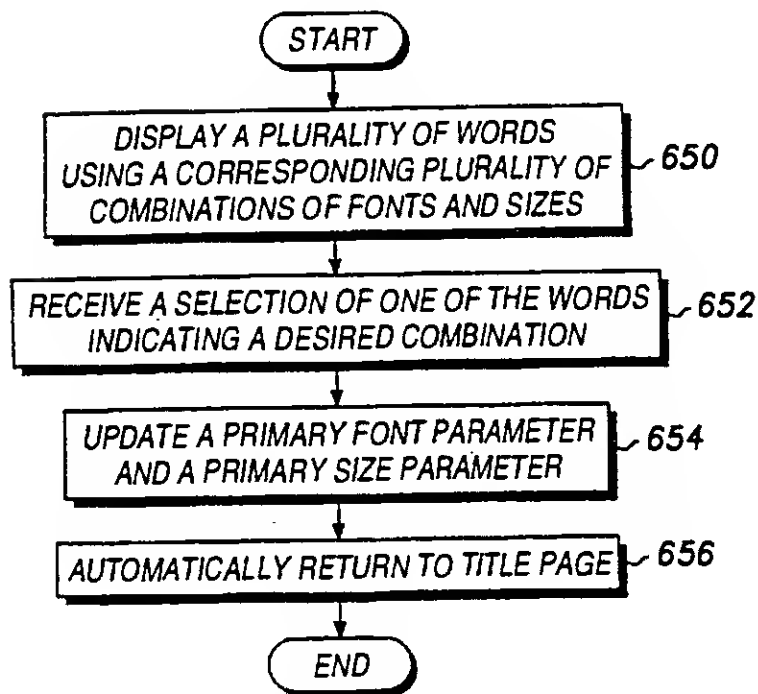 START
DISPLAY A PLURALITY OF WORDS
USING A CORRESPONDING PLURALITY OF
COMBINATIONS OF FONTS AND SIZES
650
RECEIVE A SELECTION OF ONE OF THE WORDS
INDICATING A DESIRED COMBINATION
652
UPDATE A PRIMARY FONT PARAMETER
AND A PRIMARY SIZE PARAMETER
654
AUTOMATICALLY RETURN TO TITLE PAGE
656
END